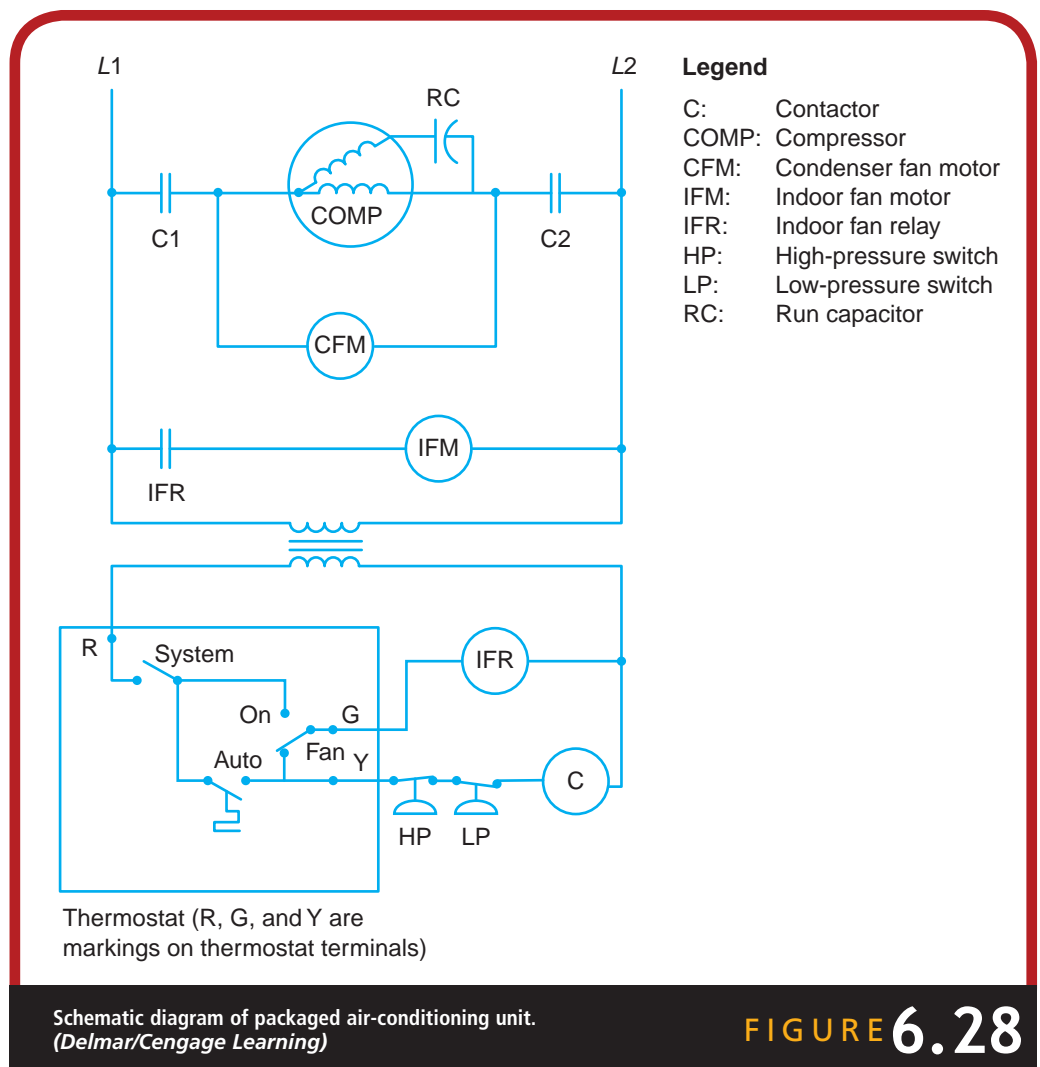 L1
L2
RC
COMP
C1
C2
CFM
IFM
IFR
Legend
C: Contactor
COMP: Compressor
CFM: Condenser fan motor
IFM: Indoor fan motor
IFR: Indoor fan relay
HP: High-pressure switch
LP: Low-pressure switch
RC: Run capacitor
R
System
IFR
On
G
Fan
Auto
Y
C
HP
LP
Thermostat (R, G, and Y are
markings on thermostat terminals)
Schematic diagram of packaged air-conditioning unit.
(Delmar/Cengage Learning)
FIGURE 6.28